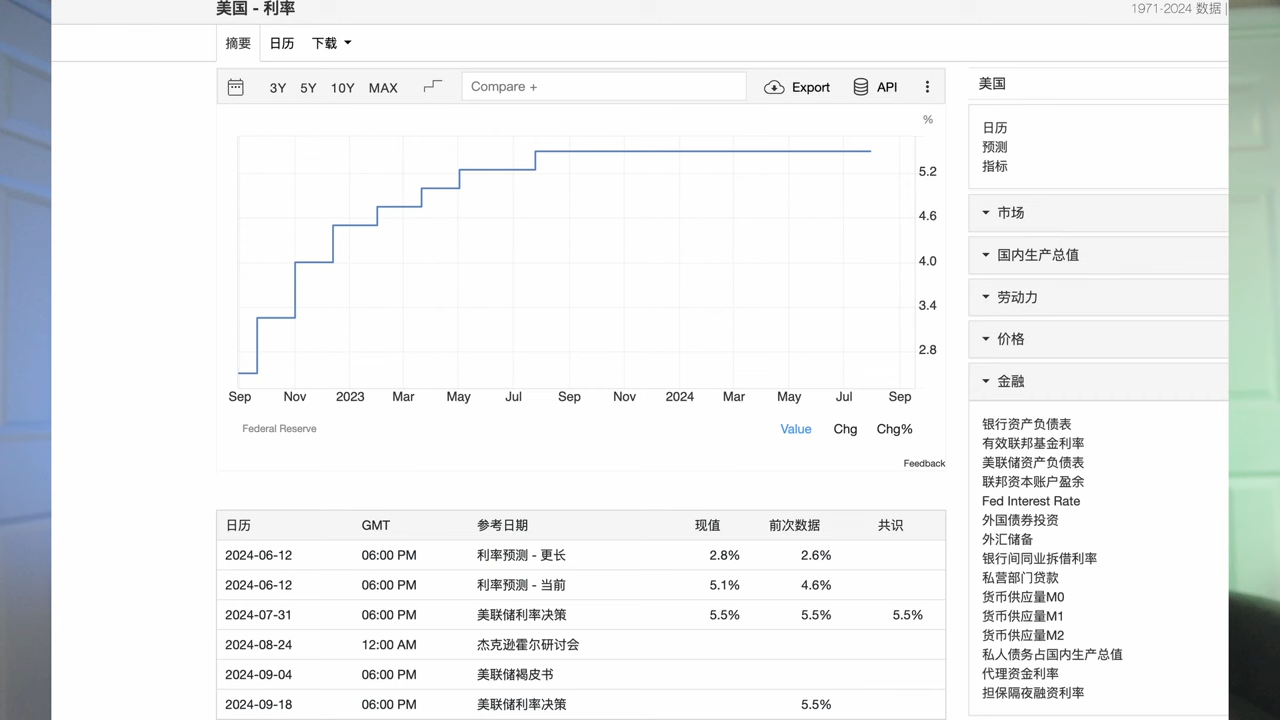 美国 - 利率
1971-2024 数据 |
摘要 日历 下载
3Y 5Y 10Y MAX Compare + Export API
%
5.2
4.6
4.0
3.4
2.8
Sep Nov 2023 Mar May Jul Sep Nov 2024 Mar May Jul Sep
Federal Reserve Value Chg Chg%
Feedback
日历 GMT 参考日期 现值 前次数据 共识
2024-06-12 06:00 PM 利率预测 - 更长 2.8% 2.6%
2024-06-12 06:00 PM 利率预测 - 当前 5.1% 4.6%
2024-07-31 06:00 PM 美联储利率决策 5.5% 5.5% 5.5%
2024-08-24 12:00 AM 杰克逊霍尔研讨会
2024-09-04 06:00 PM 美联储褐皮书
2024-09-18 06:00 PM 美联储利率决策 5.5%
美国
日历
预测
指标
市场
国内生产总值
劳动力
价格
金融
银行资产负债表
有效联邦基金利率
美联储资产负债表
联邦资本账户盈余
Fed Interest Rate
外国债券投资
外汇储备
银行间同业拆借利率
私营部门贷款
货币供应量M0
货币供应量M1
货币供应量M2
私人债务占国内生产总值
代理资金利率
担保隔夜融资利率